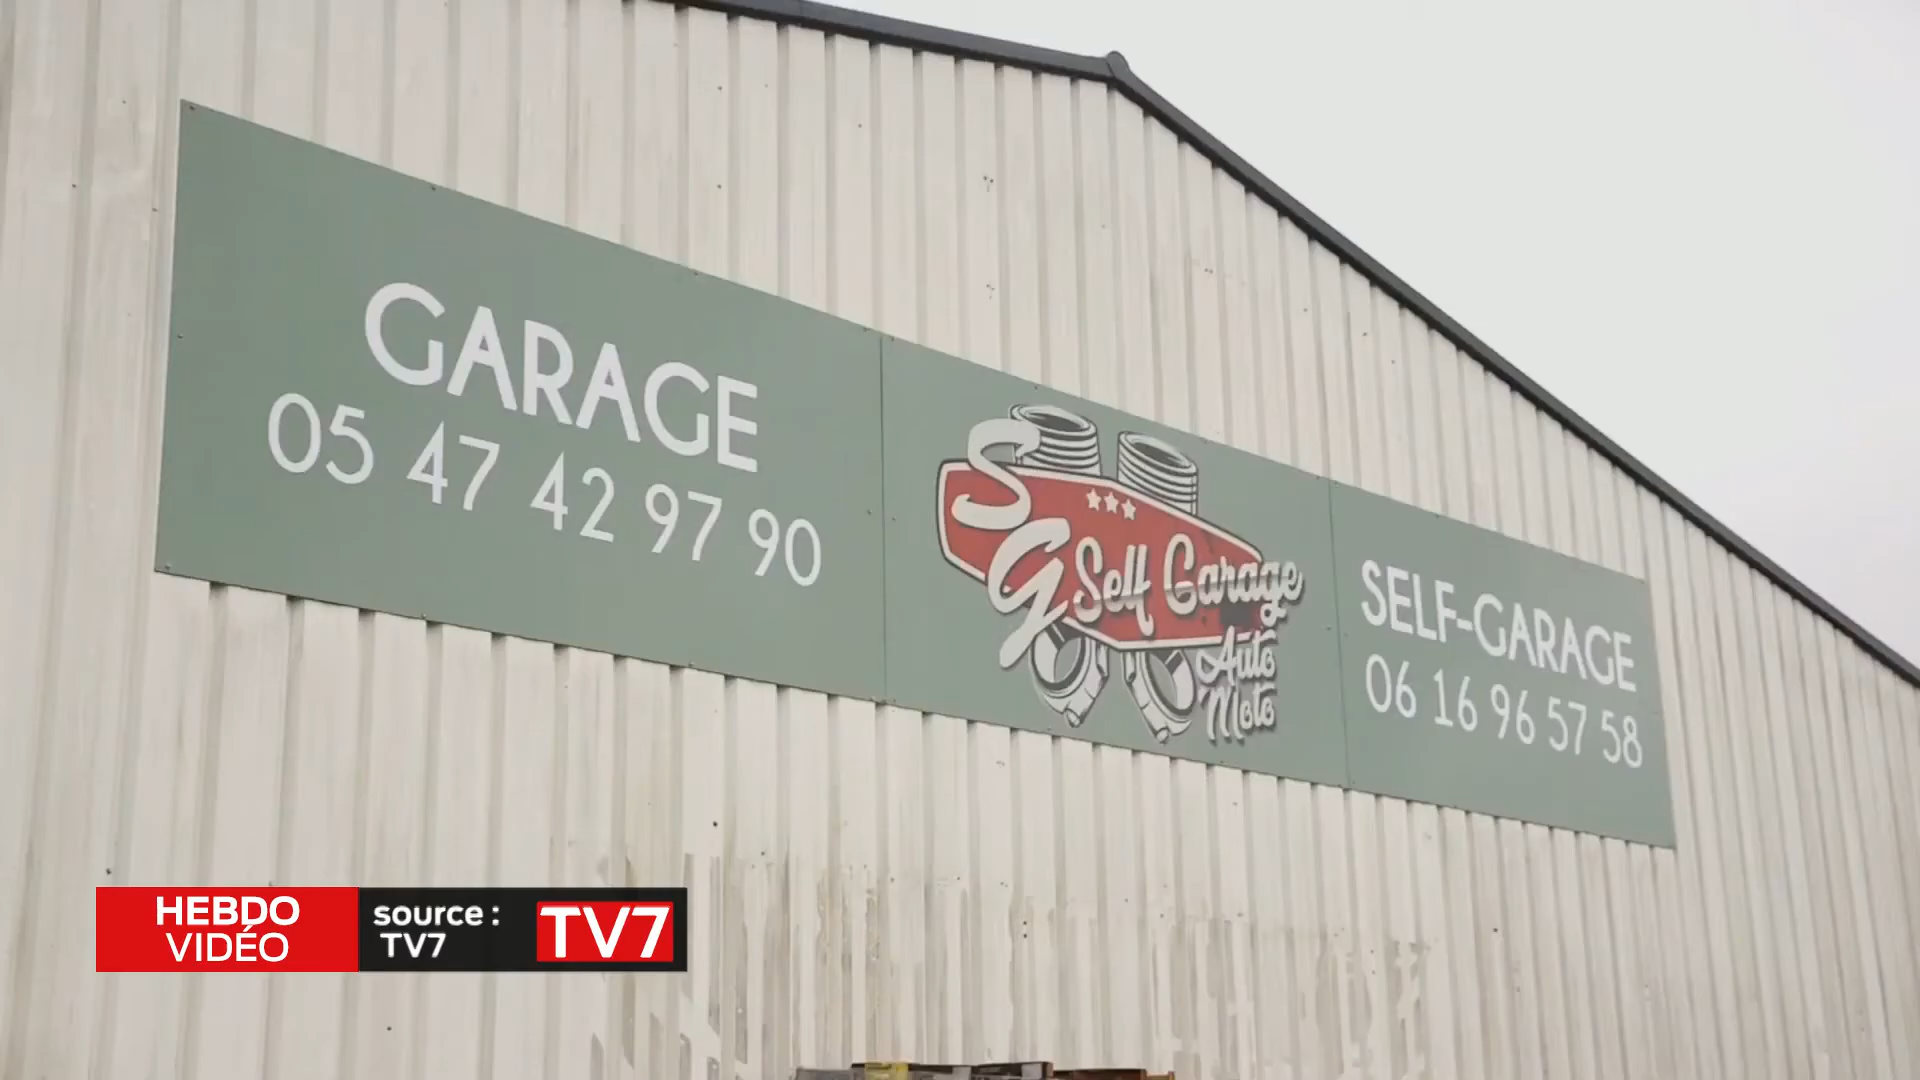 GARAGE
05 47 42 97 90
SG
Self Garage
Auto
Moto
SELF-GARAGE
06 16 96 57 58
HEBDO
VIDÉO
source :
TV7
TV7